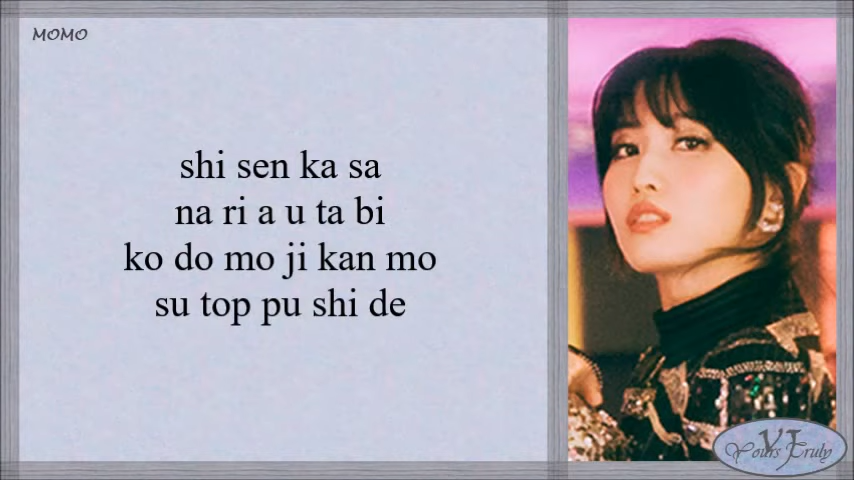 MOMO
shi sen ka sa
na ri a u ta bi
ko do mo ji kan mo
su top pu shi de
YJ
Yours Truly